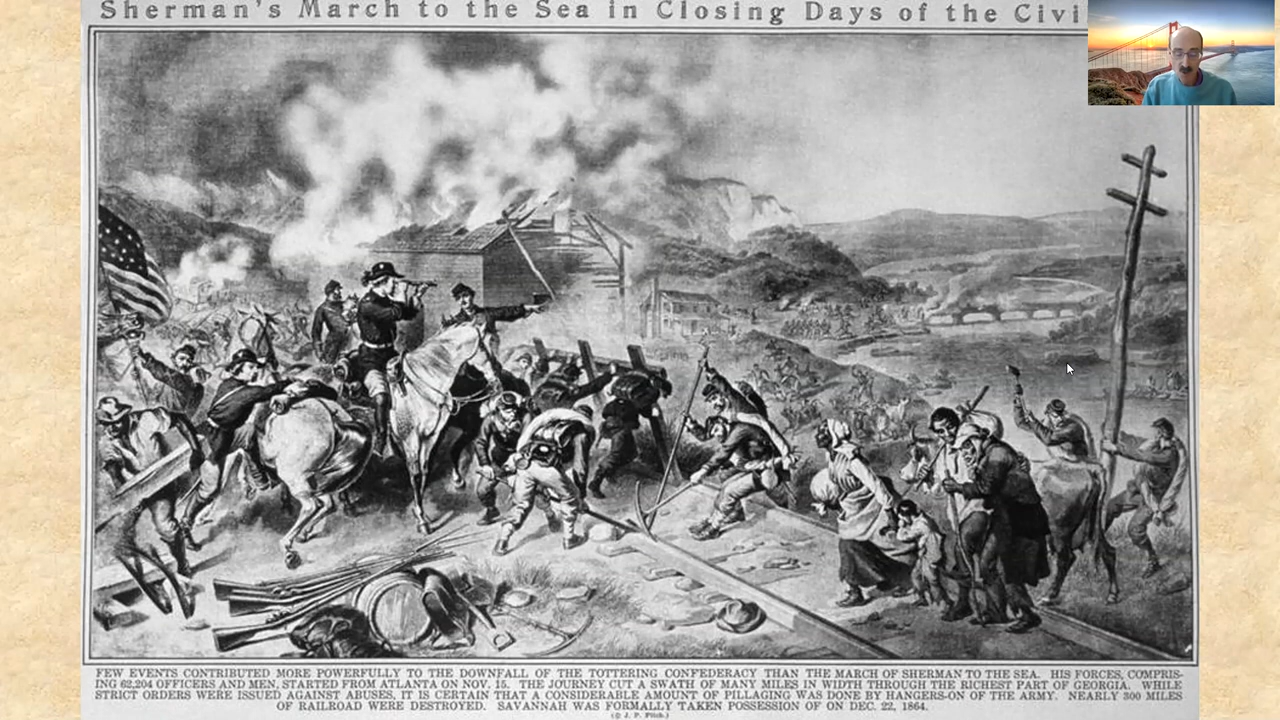 Sherman's March to the Sea in Closing Days of the Civi
FEW EVENTS CONTRIBUTED MORE POWERFULLY TO THE DOWNFALL OF THE TOTTERING CONFEDERACY THAN THE MARCH OF SHERMAN TO THE SEA. HIS FORCES, COMPRIS-
ING 62,204 OFFICERS AND MEN, STARTED FROM ATLANTA ON NOV. 15. THE JOURNEY CUT A SWATH OF MANY MILES IN WIDTH THROUGH THE RICHEST PART OF GEORGIA. WHILE
STRICT ORDERS WERE ISSUED AGAINST ABUSES, IT IS CERTAIN THAT A CONSIDERABLE AMOUNT OF PILLAGING WAS DONE BY HANGERS-ON OF THE ARMY. NEARLY 300 MILES
OF RAILROAD WERE DESTROYED. SAVANNAH WAS FORMALLY TAKEN POSSESSION OF ON DEC. 22, 1864.
(© J. P. Finch.)